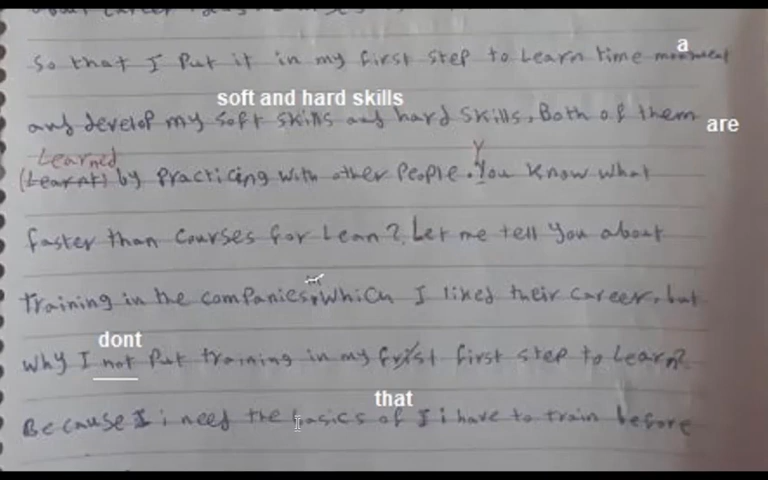 so that I put it in my first step to Learn time
a
soft and hard skills
and develop my soft skills and hard skills. Both of them
are
Learned
(Learnt) by practicing with other people. You know what
Y
faster than courses for Lean? Let me tell you about
training in the companies, which I liked their career, but
dont
why I not put training in my first step to Learn?
that
Because I i need the basics of I i have to train before